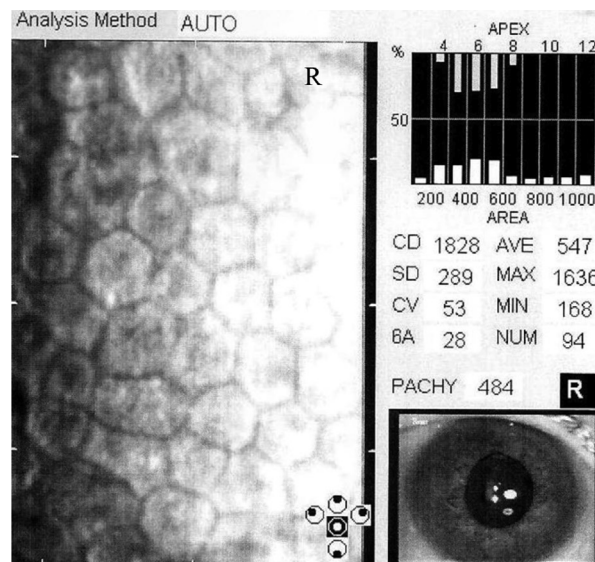 Analysis Method AUTO
R
APEX
% 4 6 8 10 12
50
200 400 600 800 1000
AREA
CD 1828 AVE 547
SD 289 MAX 1636
CV 53 MIN 168
6A 28 NUM 94
PACHY 484 R